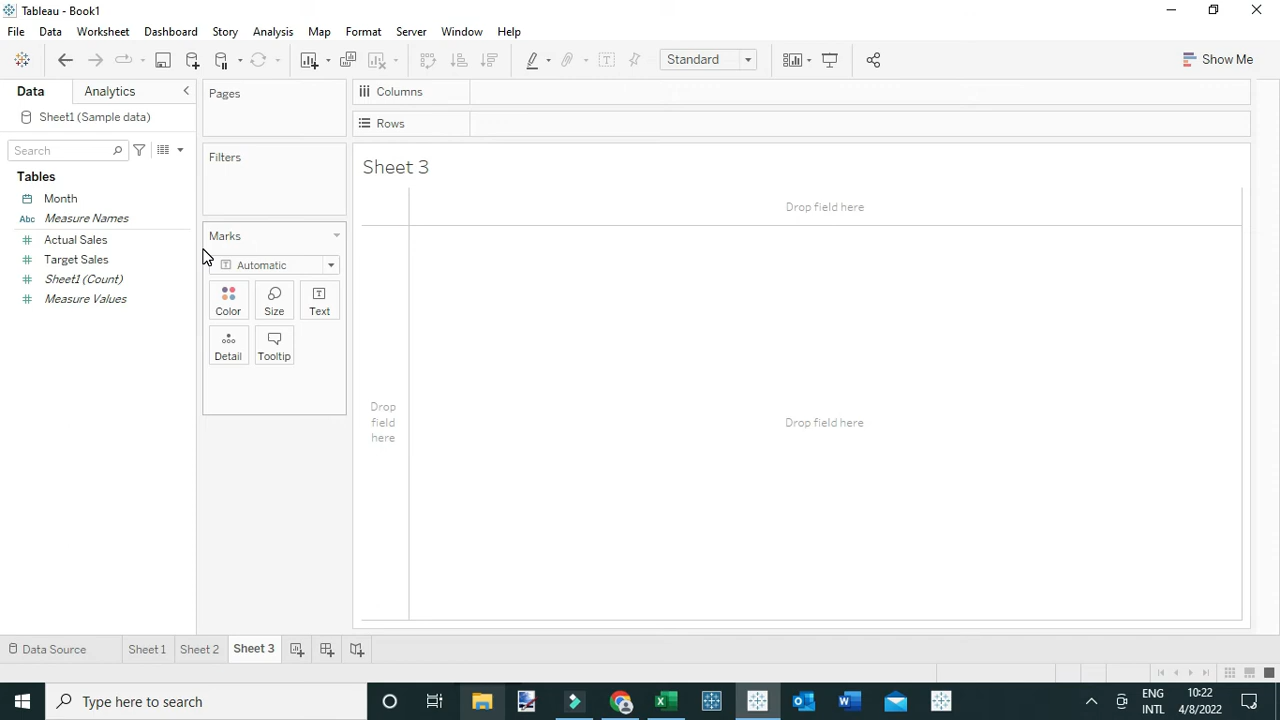 Tableau - Book1
File Data Worksheet Dashboard Story Analysis Map Format Server Window Help
Standard
Show Me
Data Analytics
Sheet1 (Sample data)
Search
Tables
Month
Abc Measure Names
Actual Sales
Target Sales
Sheet1 (Count)
Measure Values
Pages
Filters
Marks
Automatic
Color Size Text
Detail Tooltip
Columns
Rows
Sheet 3
Drop field here
Drop
field
here
Drop field here
Data Source Sheet 1 Sheet 2 Sheet 3
Type here to search
ENG
INTL
10:22
4/8/2022